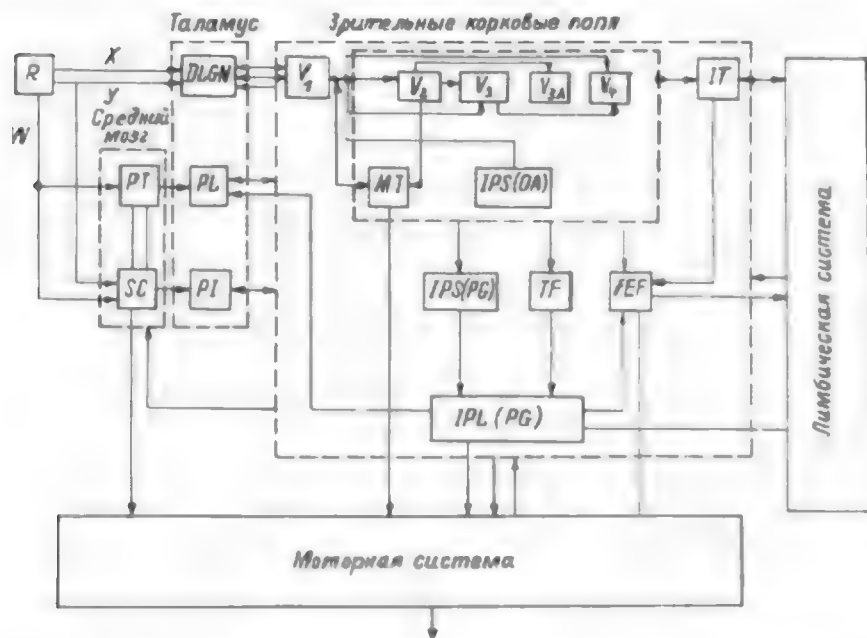 Таламус
Зрительные корковые поля
X
R
DLGN
V1
V2
V3
V3A
V4
IT
У
Средний
мозг
W
PT
PL
MT
IPS(OA)
SC
PI
IPS(PG)
TF
FEF
IPL (PG)
Лимбическая система
Моторная система